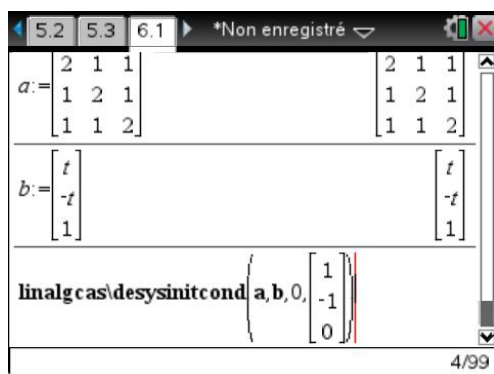 5.2 5.3 6.1 *Non enregistré
a:=[2 1 1; 1 2 1; 1 1 2] [2 1 1; 1 2 1; 1 1 2]
b:=[t; -t; 1] [t; -t; 1]
linalgcas\desysinitcond(a,b,0,[1; -1; 0])
4/99